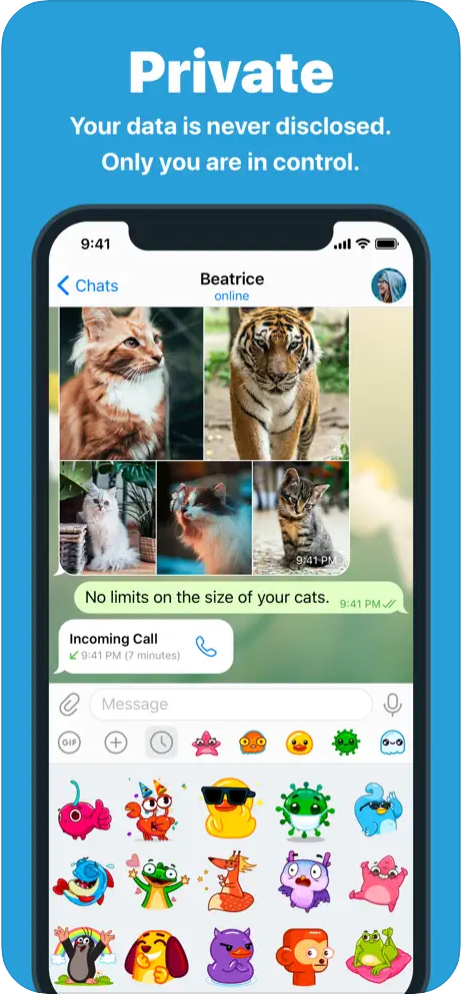 Private
Your data is never disclosed.
Only you are in control.
9:41
Chats
Beatrice
online
9:41 PM
No limits on the size of your cats. 9:41 PM
Incoming Call
9:41 PM (7 minutes)
Message
GIF